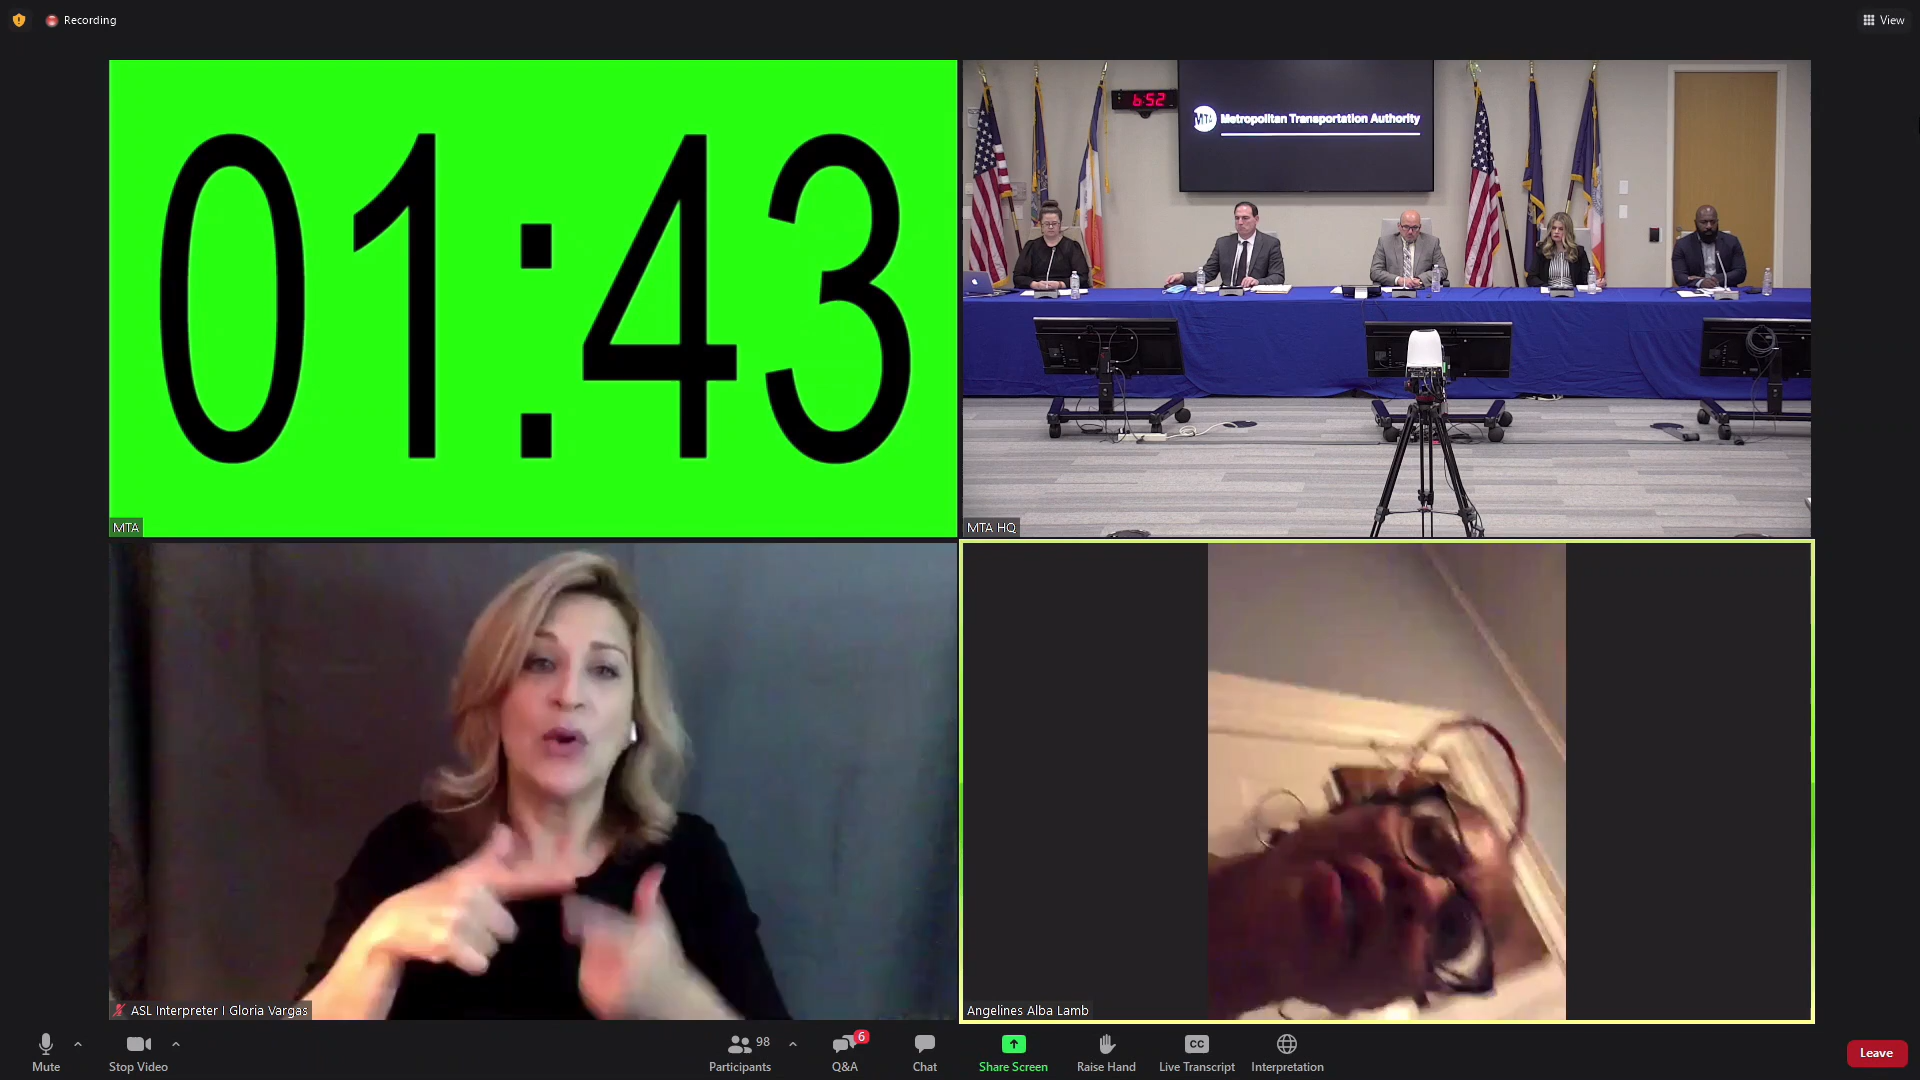 Recording
View
01:43
MTA
6:52
MTA Metropolitan Transportation Authority
MTA HQ
ASL Interpreter I Gloria Vargas
Angelines Alba Lamb
Mute
Stop Video
98
Participants
6
Q&A
Chat
Share Screen
Raise Hand
CC
Live Transcript
Interpretation
Leave